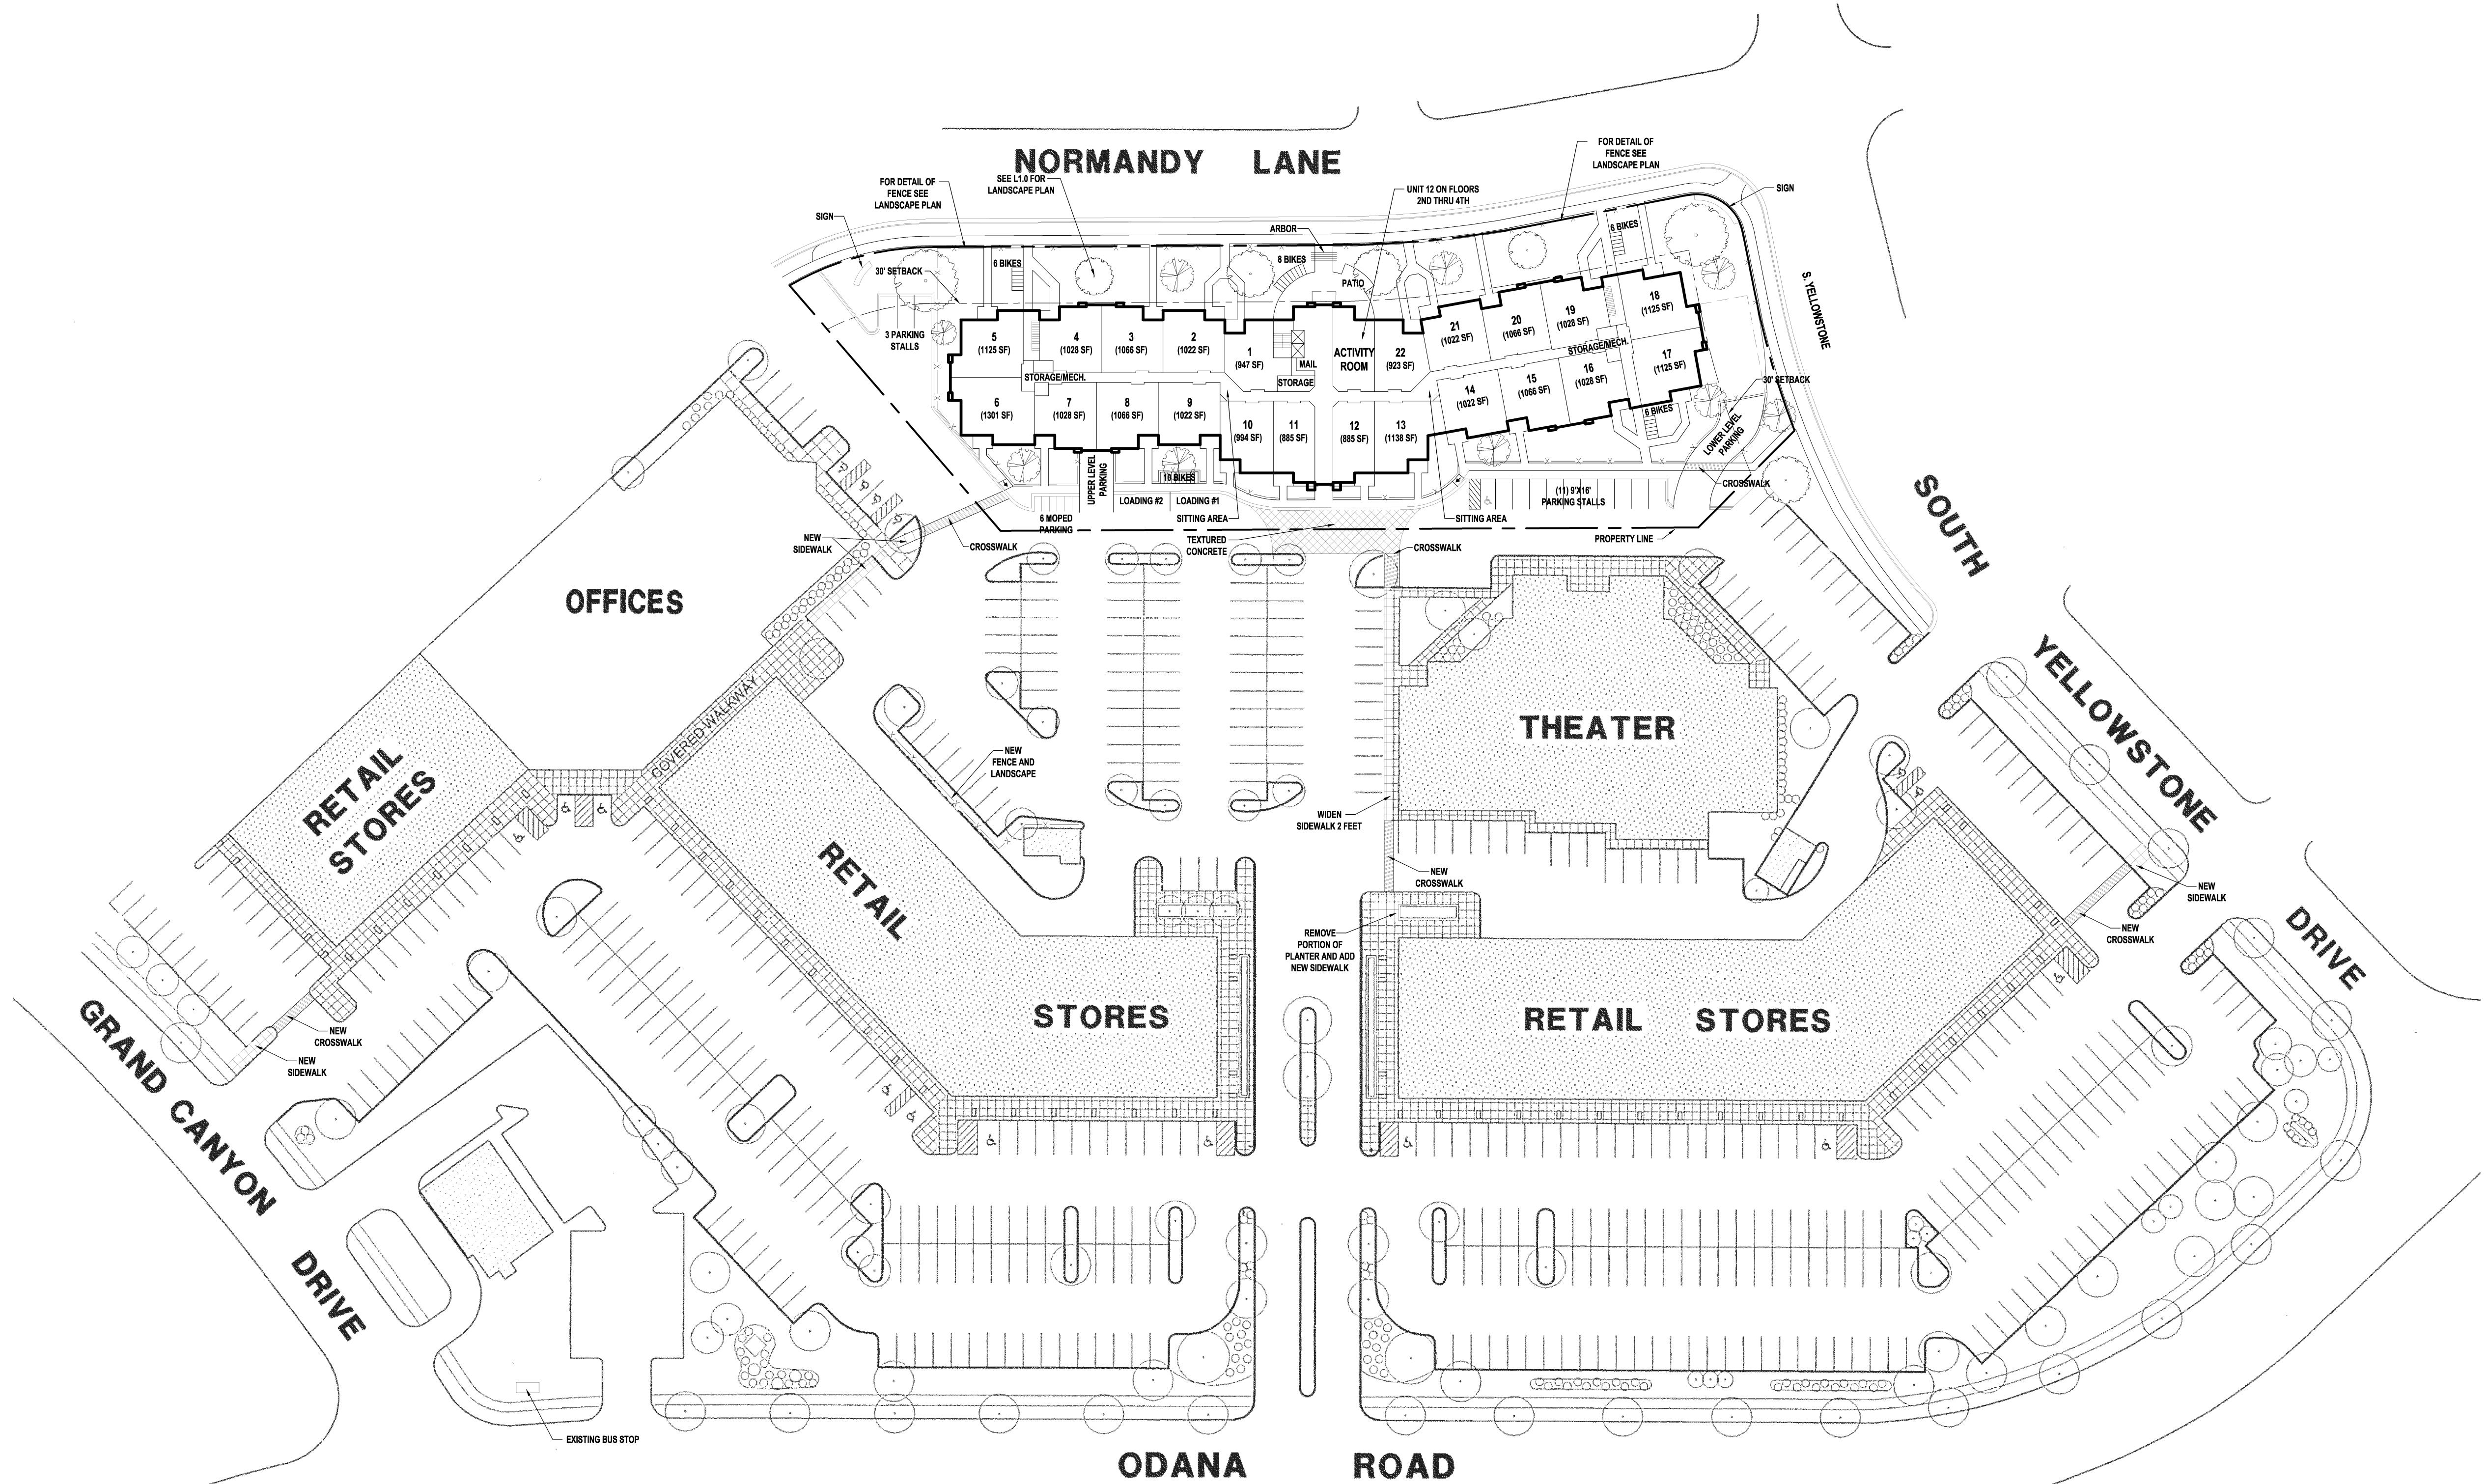 NORMANDY LANE
FOR DETAIL OF
FENCE SEE
LANDSCAPE PLAN
SEE L1.0 FOR
LANDSCAPE PLAN
FOR DETAIL OF
FENCE SEE
LANDSCAPE PLAN
UNIT 12 ON FLOORS
2ND THRU 4TH
SIGN
SIGN
ARBOR
6 BIKES
6 BIKES
8 BIKES
30' SETBACK
PATIO
S. YELLOWSTONE
3 PARKING
STALLS
5
(1125 SF)
4
(1028 SF)
3
(1066 SF)
2
(1022 SF)
1
(947 SF)
MAIL
STORAGE
ACTIVITY
ROOM
22
(923 SF)
21
(1022 SF)
20
(1066 SF)
19
(1028 SF)
18
(1125 SF)
STORAGE/MECH.
STORAGE/MECH.
17
(1125 SF)
6
(1301 SF)
7
(1028 SF)
8
(1066 SF)
9
(1022 SF)
10
(994 SF)
11
(885 SF)
12
(885 SF)
13
(1138 SF)
14
(1022 SF)
15
(1066 SF)
16
(1028 SF)
30' SETBACK
6 BIKES
LOWER LEVEL
PARKING
UPPER LEVEL
PARKING
10 BIKES
LOADING #2
LOADING #1
6 MOPED
PARKING
SITTING AREA
SITTING AREA
(11) 9'X16'
PARKING STALLS
CROSSWALK
TEXTURED
CONCRETE
PROPERTY LINE
CROSSWALK
CROSSWALK
NEW
SIDEWALK
OFFICES
SOUTH
YELLOWSTONE
DRIVE
COVERED WALKWAY
THEATER
RETAIL
STORES
NEW
FENCE AND
LANDSCAPE
WIDEN
SIDEWALK 2 FEET
NEW
CROSSWALK
RETAIL
STORES
REMOVE
PORTION OF
PLANTER AND ADD
NEW SIDEWALK
RETAIL STORES
NEW
SIDEWALK
NEW
CROSSWALK
NEW
CROSSWALK
NEW
SIDEWALK
GRAND CANYON
DRIVE
EXISTING BUS STOP
ODANA ROAD